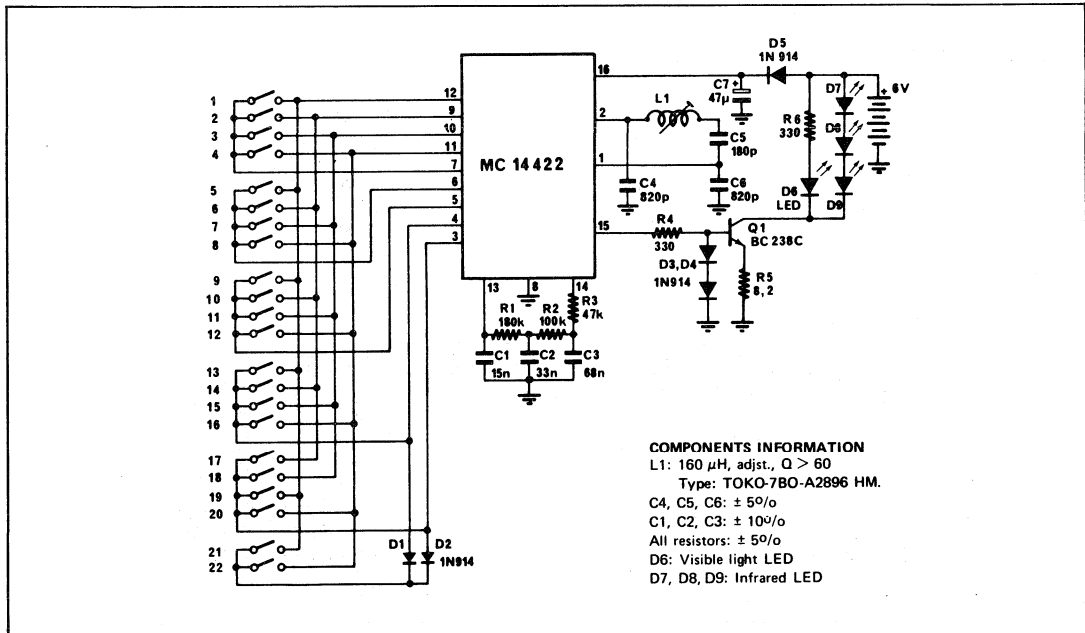 D5
1N 914
16
C7
+
47µ
D7
+
6V
12
1
9
2
L1
2
R6
330
D8
10
3
C5
180p
11
4
MC 14422
1
7
6
5
C4
820p
C6
820p
D6
LED
D9
5
6
4
15
R4
330
Q1
BC 238C
7
3
8
D3, D4
1N914
R5
8,2
9
13
8
14
R3
47k
10
R1
180k
R2
100k
11
12
C1
15n
C2
33n
C3
68n
13
14
15
16
COMPONENTS INFORMATION
L1: 160 µH, adjst., Q > 60
Type: TOKO-7BO-A2896 HM.
C4, C5, C6: ± 5º/o
C1, C2, C3: ± 10º/o
All resistors: ± 5º/o
D6: Visible light LED
D7, D8, D9: Infrared LED
17
18
19
20
D1
D2
1N914
21
22